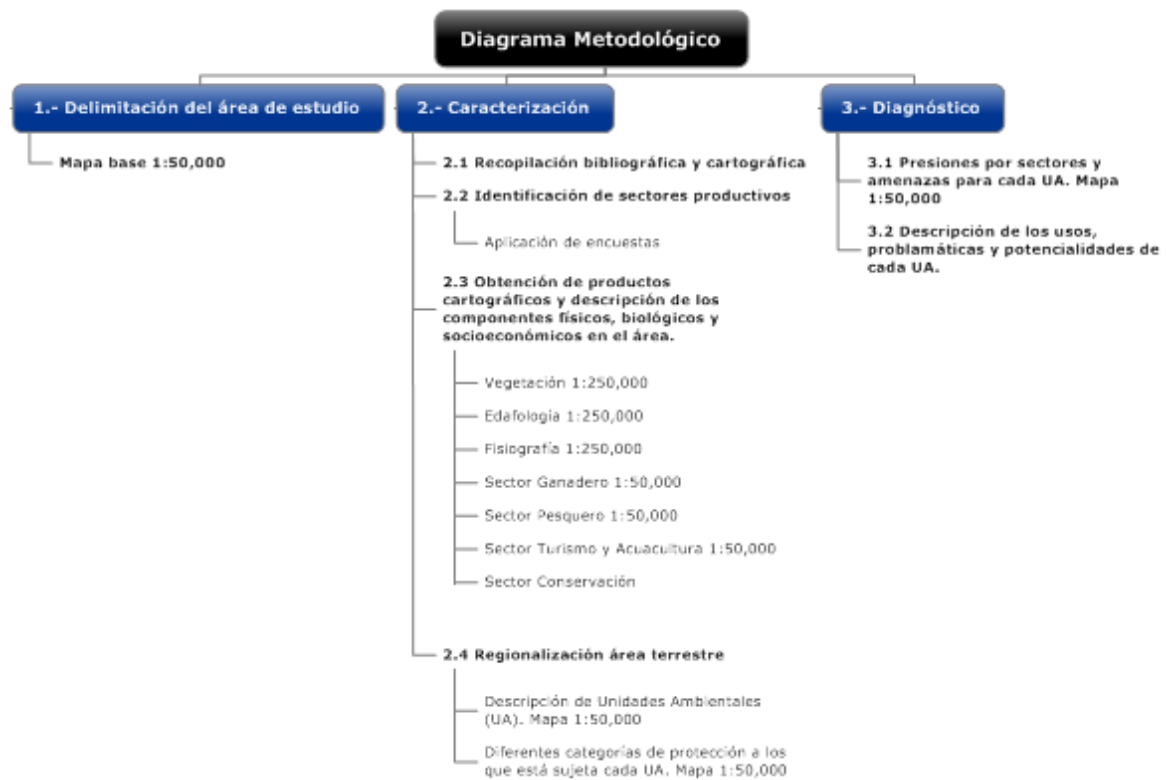 Diagrama Metodológico
1.- Delimitación del área de estudio
Mapa base 1:50,000
2.- Caracterización
2.1 Recopilación bibliográfica y cartográfica
2.2 Identificación de sectores productivos
Aplicación de encuestas
2.3 Obtención de productos
cartográficos y descripción de los
componentes físicos, biológicos y
socioeconómicos en el área.
Vegetación 1:250,000
Edafología 1:250,000
Fisiografía 1:250,000
Sector Ganadero 1:50,000
Sector Pesquero 1:50,000
Sector Turismo y Acuacultura 1:50,000
Sector Conservación
2.4 Regionalización área terrestre
Descripción de Unidades Ambientales
(UA). Mapa 1:50,000
Diferentes categorías de protección a los
que está sujeta cada UA. Mapa 1:50,000
3.- Diagnóstico
3.1 Presiones por sectores y
amenazas para cada UA. Mapa
1:50,000
3.2 Descripción de los usos,
problamáticas y potencialidades de
cada UA.